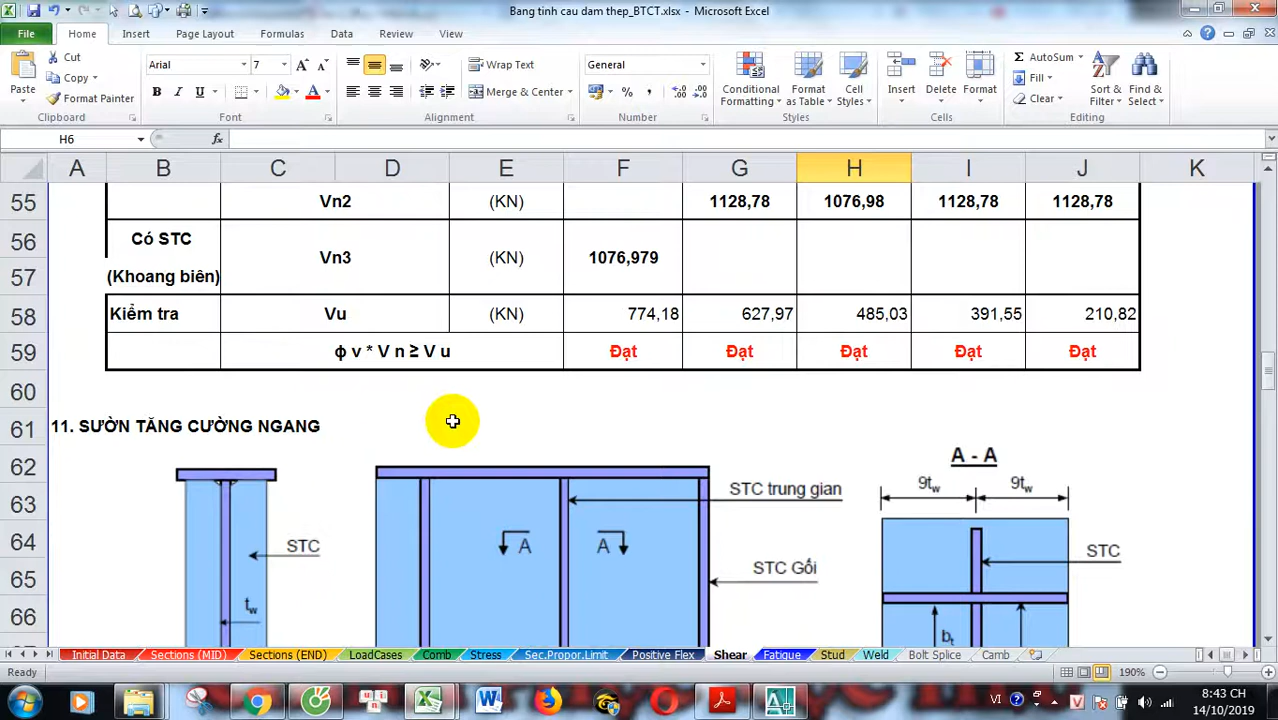 Bang tinh cau dam thep_BTCT.xlsx - Microsoft Excel
File Home Insert Page Layout Formulas Data Review View
Cut
Copy
Format Painter
Paste
Clipboard
Arial 7
B I U
Font
Wrap Text
Merge & Center
Alignment
General
Number
Conditional Formatting
Format as Table
Cell Styles
Styles
Insert Delete Format
Cells
AutoSum
Fill
Clear
Sort & Filter
Find & Select
Editing
H6 fx
A B C D E F G H I J K
55 Vn2 (KN) 1128,78 1076,98 1128,78 1128,78
56 Có STC
57 (Khoang biên) Vn3 (KN) 1076,979
58 Kiểm tra Vu (KN) 774,18 627,97 485,03 391,55 210,82
59 ϕ v * V n ≥ V u Đạt Đạt Đạt Đạt Đạt
60
61 11. SƯỜN TĂNG CƯỜNG NGANG
62 A - A
63 STC trung gian 9tw 9tw
64 STC A A STC
65 STC Gối
66 tw bt
Initial Data Sections (MID) Sections (END) LoadCases Comb Stress Sec.Propor.Limit Positive Flex Shear Fatigue Stud Weld Bolt Splice Camb
Ready 190%
VI 8:43 CH
14/10/2019